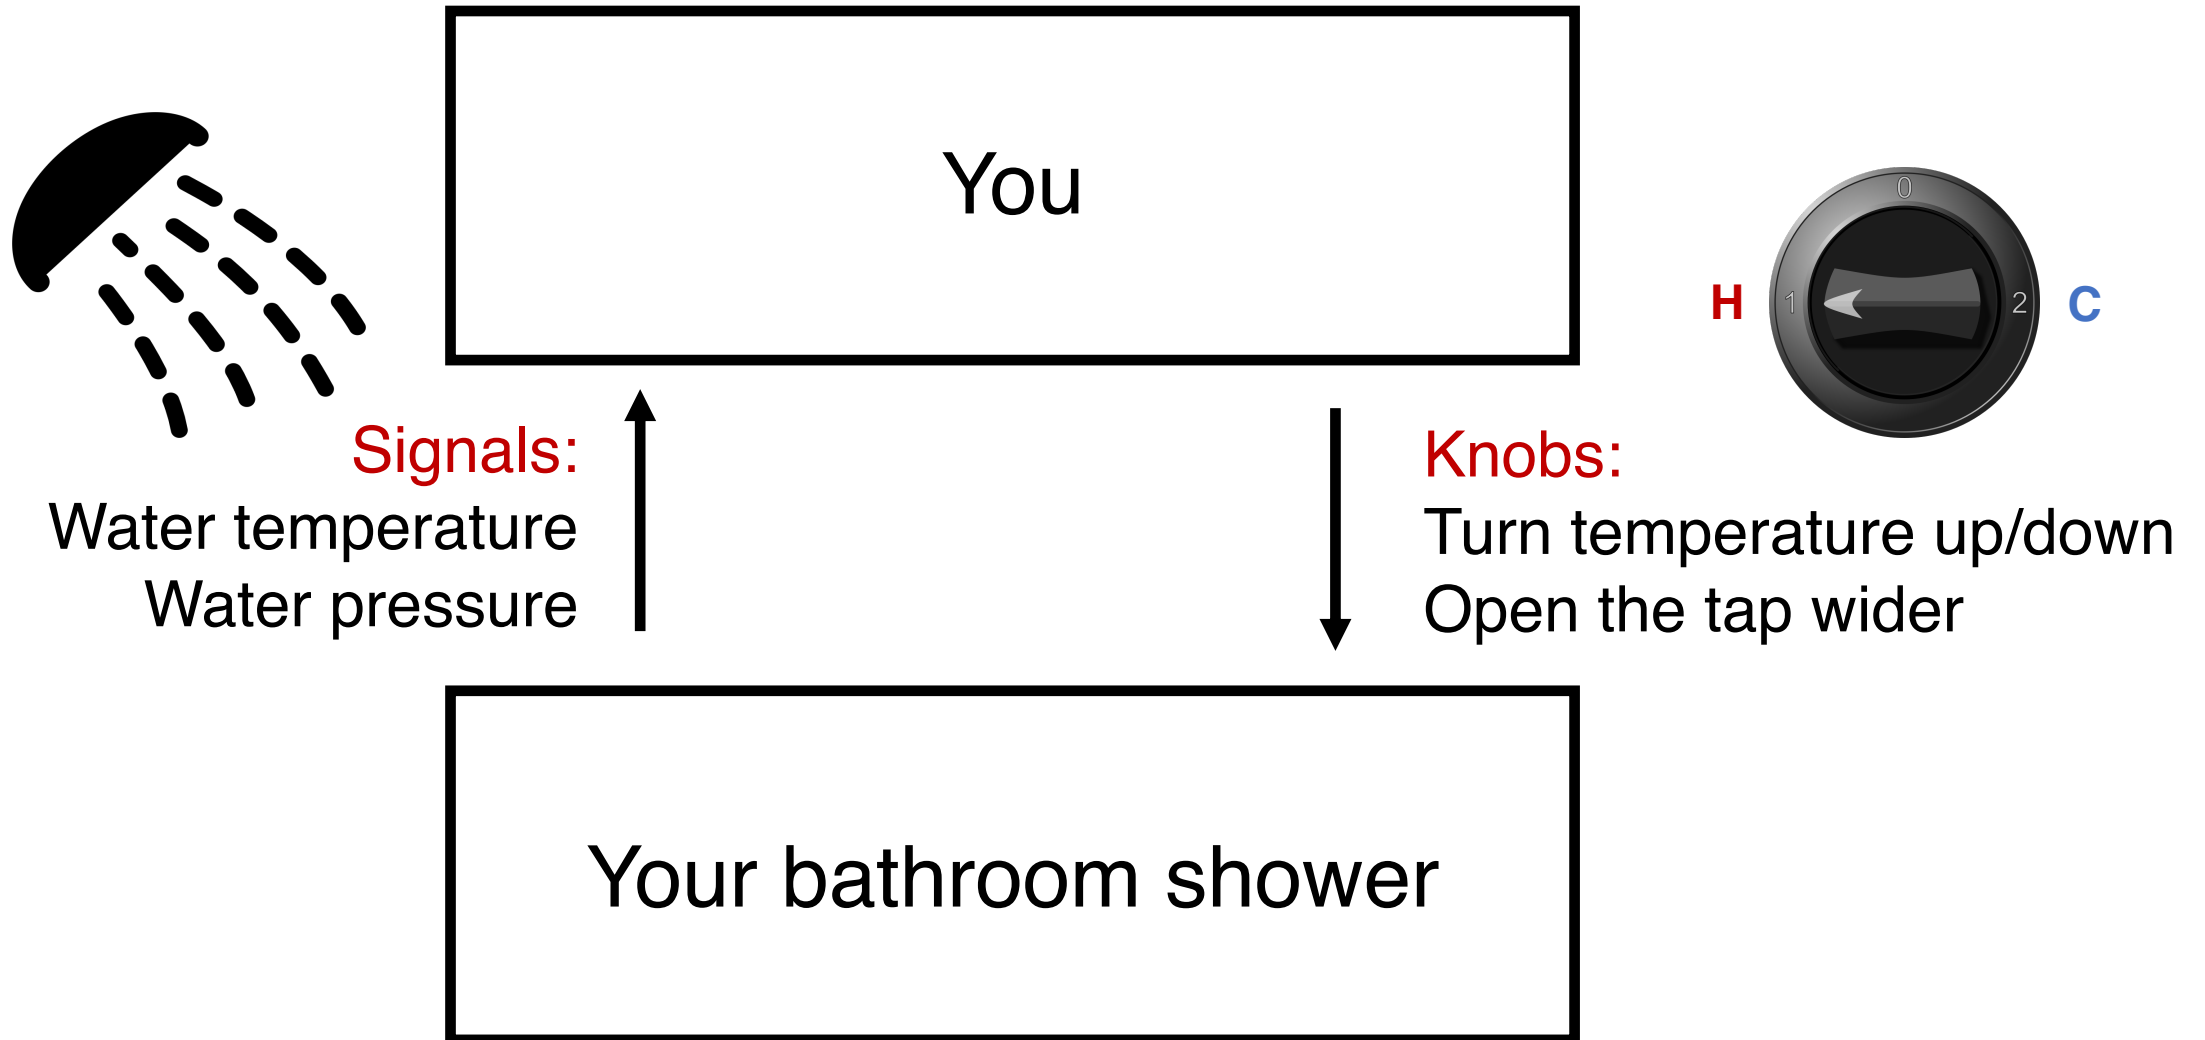 You
0
H
1
2
C
Signals:
Water temperature
Water pressure
Knobs:
Turn temperature up/down
Open the tap wider
Your bathroom shower